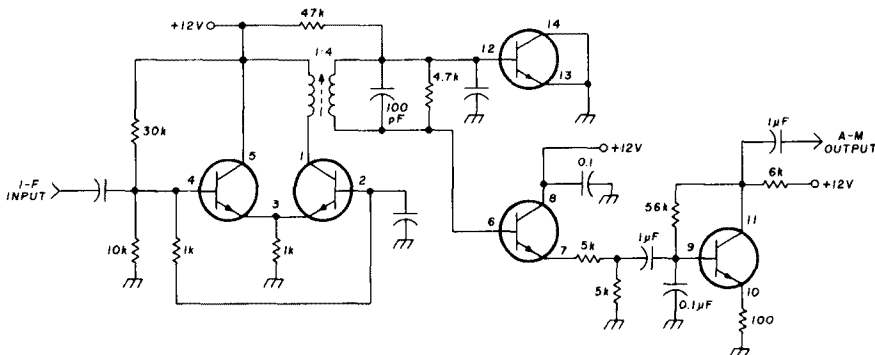 +12V
47k
1:4
14
12
13
4.7k
100
pF
30k
5
1
I-F
INPUT
4
2
3
10k
1k
1k
+12V
0.1
8
6
7
5k
5k
1µF
A-M
OUTPUT
6k
+12V
56k
11
1µF
9
0.1µF
10
100